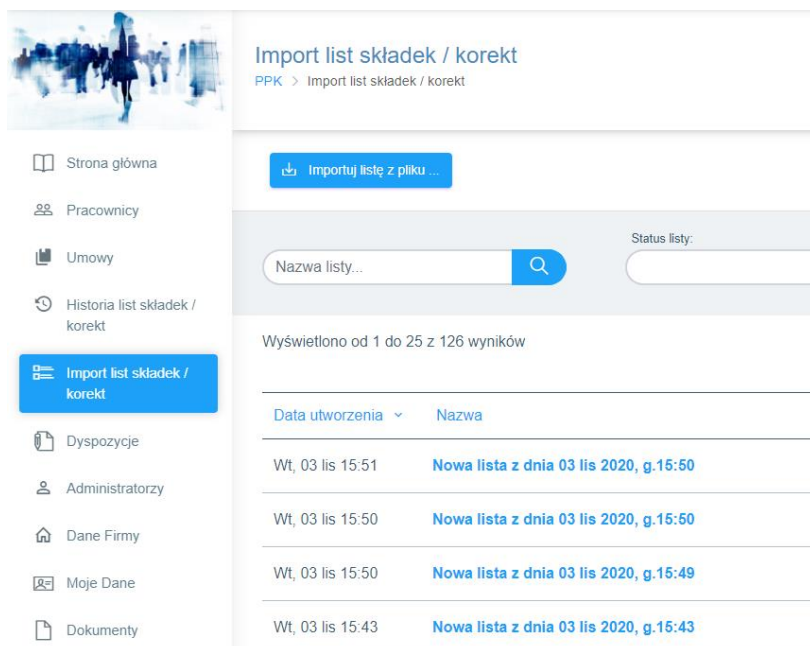 Import list składek / korekt
PPK > Import list składek / korekt
Strona główna
Pracownicy
Umowy
Historia list składek /
korekt
Import list składek /
korekt
Dyspozycje
Administratorzy
Dane Firmy
Moje Dane
Dokumenty
Importuj listę z pliku ...
Status listy:
Nazwa listy...
Wyświetlono od 1 do 25 z 126 wyników
Data utworzenia Nazwa
Wt, 03 lis 15:51 Nowa lista z dnia 03 lis 2020, g.15:50
Wt, 03 lis 15:50 Nowa lista z dnia 03 lis 2020, g.15:50
Wt, 03 lis 15:50 Nowa lista z dnia 03 lis 2020, g.15:49
Wt, 03 lis 15:43 Nowa lista z dnia 03 lis 2020, g.15:43